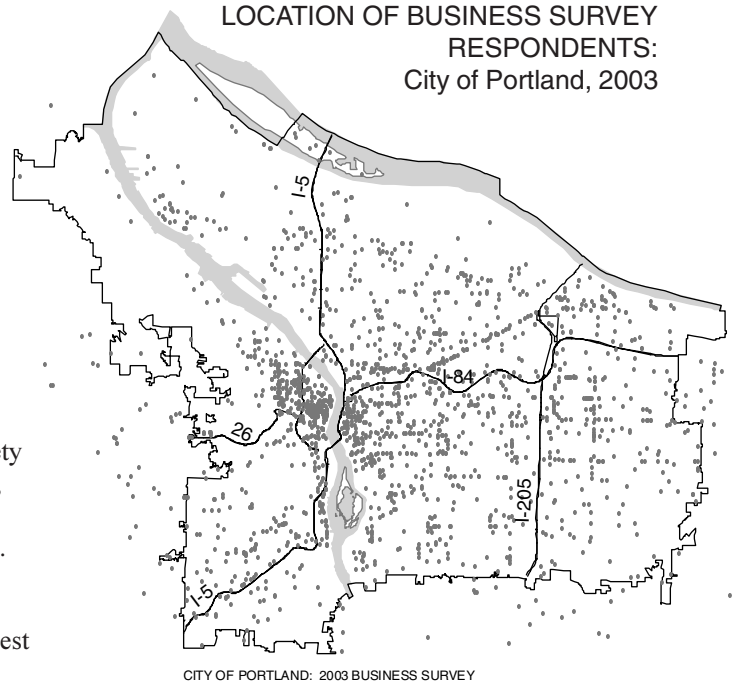 LOCATION OF BUSINESS SURVEY
RESPONDENTS:
City of Portland, 2003
I-5
I-84
26
I-205
I-5
est
CITY OF PORTLAND: 2003 BUSINESS SURVEY